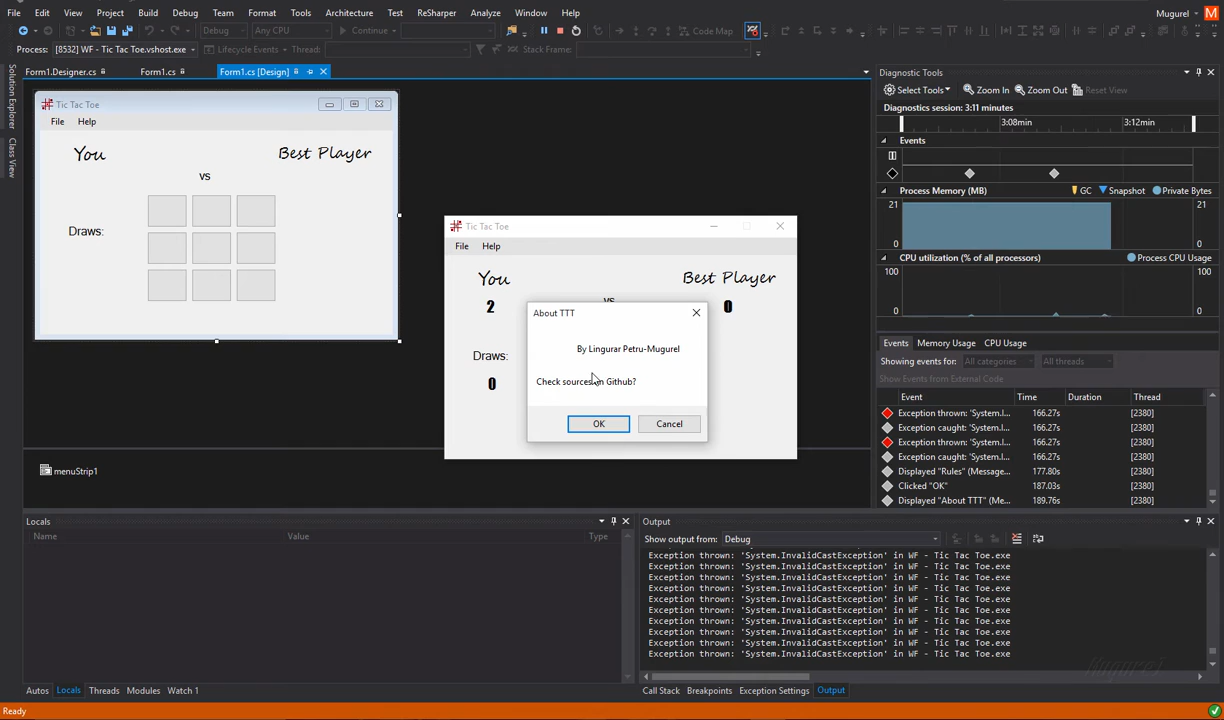 File Edit View Project Build Debug Team Format Tools Architecture Test ReSharper Analyze Window Help Mugurel M
Debug Any CPU Continue Code Map
Process: [8532] WF - Tic Tac Toe.vshost.exe Lifecycle Events Thread: Stack Frame:
Form1.Designer.cs Form1.cs Form1.cs [Design]
Solution Explorer
Class View
Tic Tac Toe
File Help
You Best Player
vs
Draws:
menuStrip1
Tic Tac Toe
File Help
You Best Player
2 vs 0
Draws:
0
About TTT
By Lingurar Petru-Mugurel
Check sources in Github?
OK Cancel
Diagnostic Tools
Select Tools Zoom In Zoom Out Reset View
Diagnostics session: 3:11 minutes
3:08min 3:12min
Events
Process Memory (MB) GC Snapshot Private Bytes
21 21
0 0
CPU utilization (% of all processors) Process CPU Usage
100 100
0 0
Events Memory Usage CPU Usage
Showing events for: All categories All threads
Show Events from External Code
Event Time Duration Thread
Exception thrown: 'System.I... 166.27s [2380]
Exception caught: 'System.I... 166.27s [2380]
Exception thrown: 'System.I... 166.27s [2380]
Exception caught: 'System.I... 166.27s [2380]
Displayed "Rules" (Message... 177.80s [2380]
Clicked "OK" 187.03s [2380]
Displayed "About TTT" (Me... 189.76s [2380]
Locals
Name Value Type
Autos Locals Threads Modules Watch 1
Output
Show output from: Debug
Exception thrown: 'System.InvalidCastException' in WF - Tic Tac Toe.exe
Exception thrown: 'System.InvalidCastException' in WF - Tic Tac Toe.exe
Exception thrown: 'System.InvalidCastException' in WF - Tic Tac Toe.exe
Exception thrown: 'System.InvalidCastException' in WF - Tic Tac Toe.exe
Exception thrown: 'System.InvalidCastException' in WF - Tic Tac Toe.exe
Exception thrown: 'System.InvalidCastException' in WF - Tic Tac Toe.exe
Exception thrown: 'System.InvalidCastException' in WF - Tic Tac Toe.exe
Exception thrown: 'System.InvalidCastException' in WF - Tic Tac Toe.exe
Exception thrown: 'System.InvalidCastException' in WF - Tic Tac Toe.exe
Exception thrown: 'System.InvalidCastException' in WF - Tic Tac Toe.exe
Mugurel
Call Stack Breakpoints Exception Settings Output
Ready